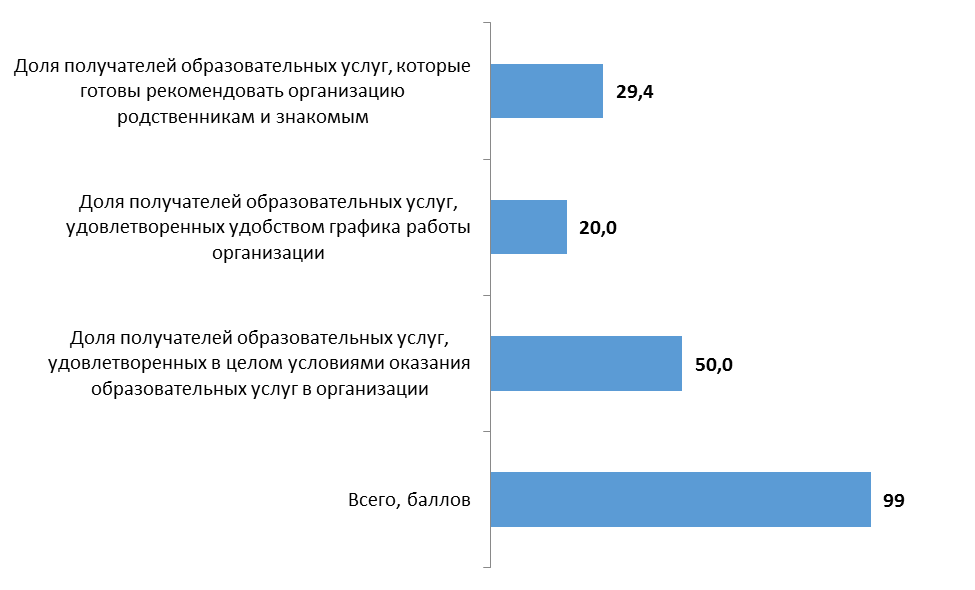 Доля получателей образовательных услуг, которые
готовы рекомендовать организацию
родственникам и знакомым
29,4
Доля получателей образовательных услуг,
удовлетворенных удобством графика работы
организации
20,0
Доля получателей образовательных услуг,
удовлетворенных в целом условиями оказания
образовательных услуг в организации
50,0
Всего, баллов
99